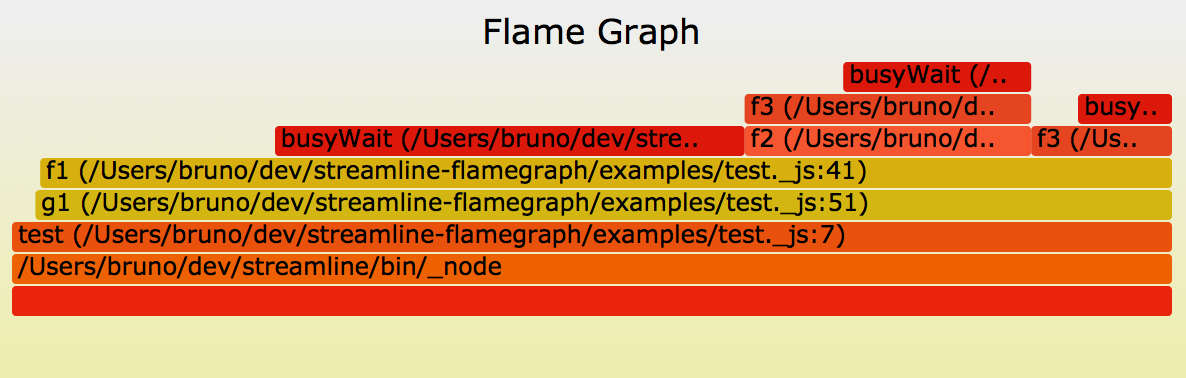 Flame Graph
busyWait (/..
f3 (/Users/bruno/d..
busy..
busyWait (/Users/bruno/dev/stre..
f2 (/Users/bruno/d..
f3 (/Us..
f1 (/Users/bruno/dev/streamline-flamegraph/examples/test._js:41)
g1 (/Users/bruno/dev/streamline-flamegraph/examples/test._js:51)
test (/Users/bruno/dev/streamline-flamegraph/examples/test._js:7)
/Users/bruno/dev/streamline/bin/_node